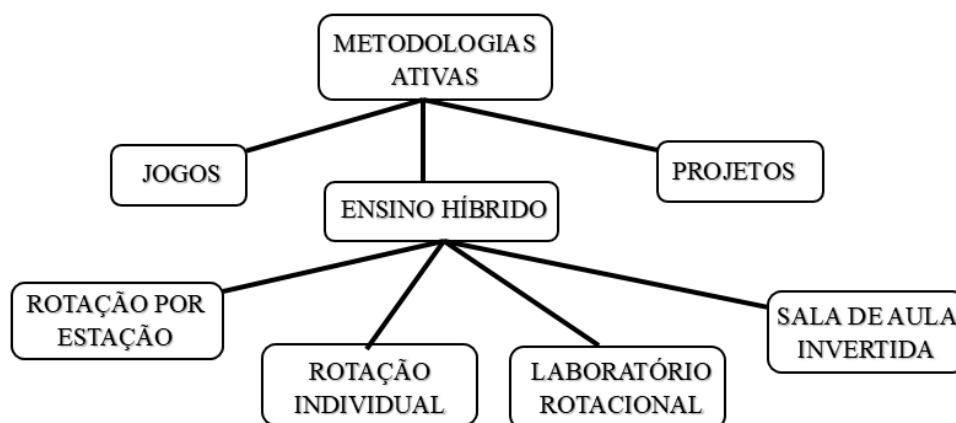 METODOLOGIAS
ATIVAS
JOGOS
PROJETOS
ENSINO HÍBRIDO
ROTAÇÃO POR
ESTAÇÃO
ROTAÇÃO
INDIVIDUAL
LABORATÓRIO
ROTACIONAL
SALA DE AULA
INVERTIDA